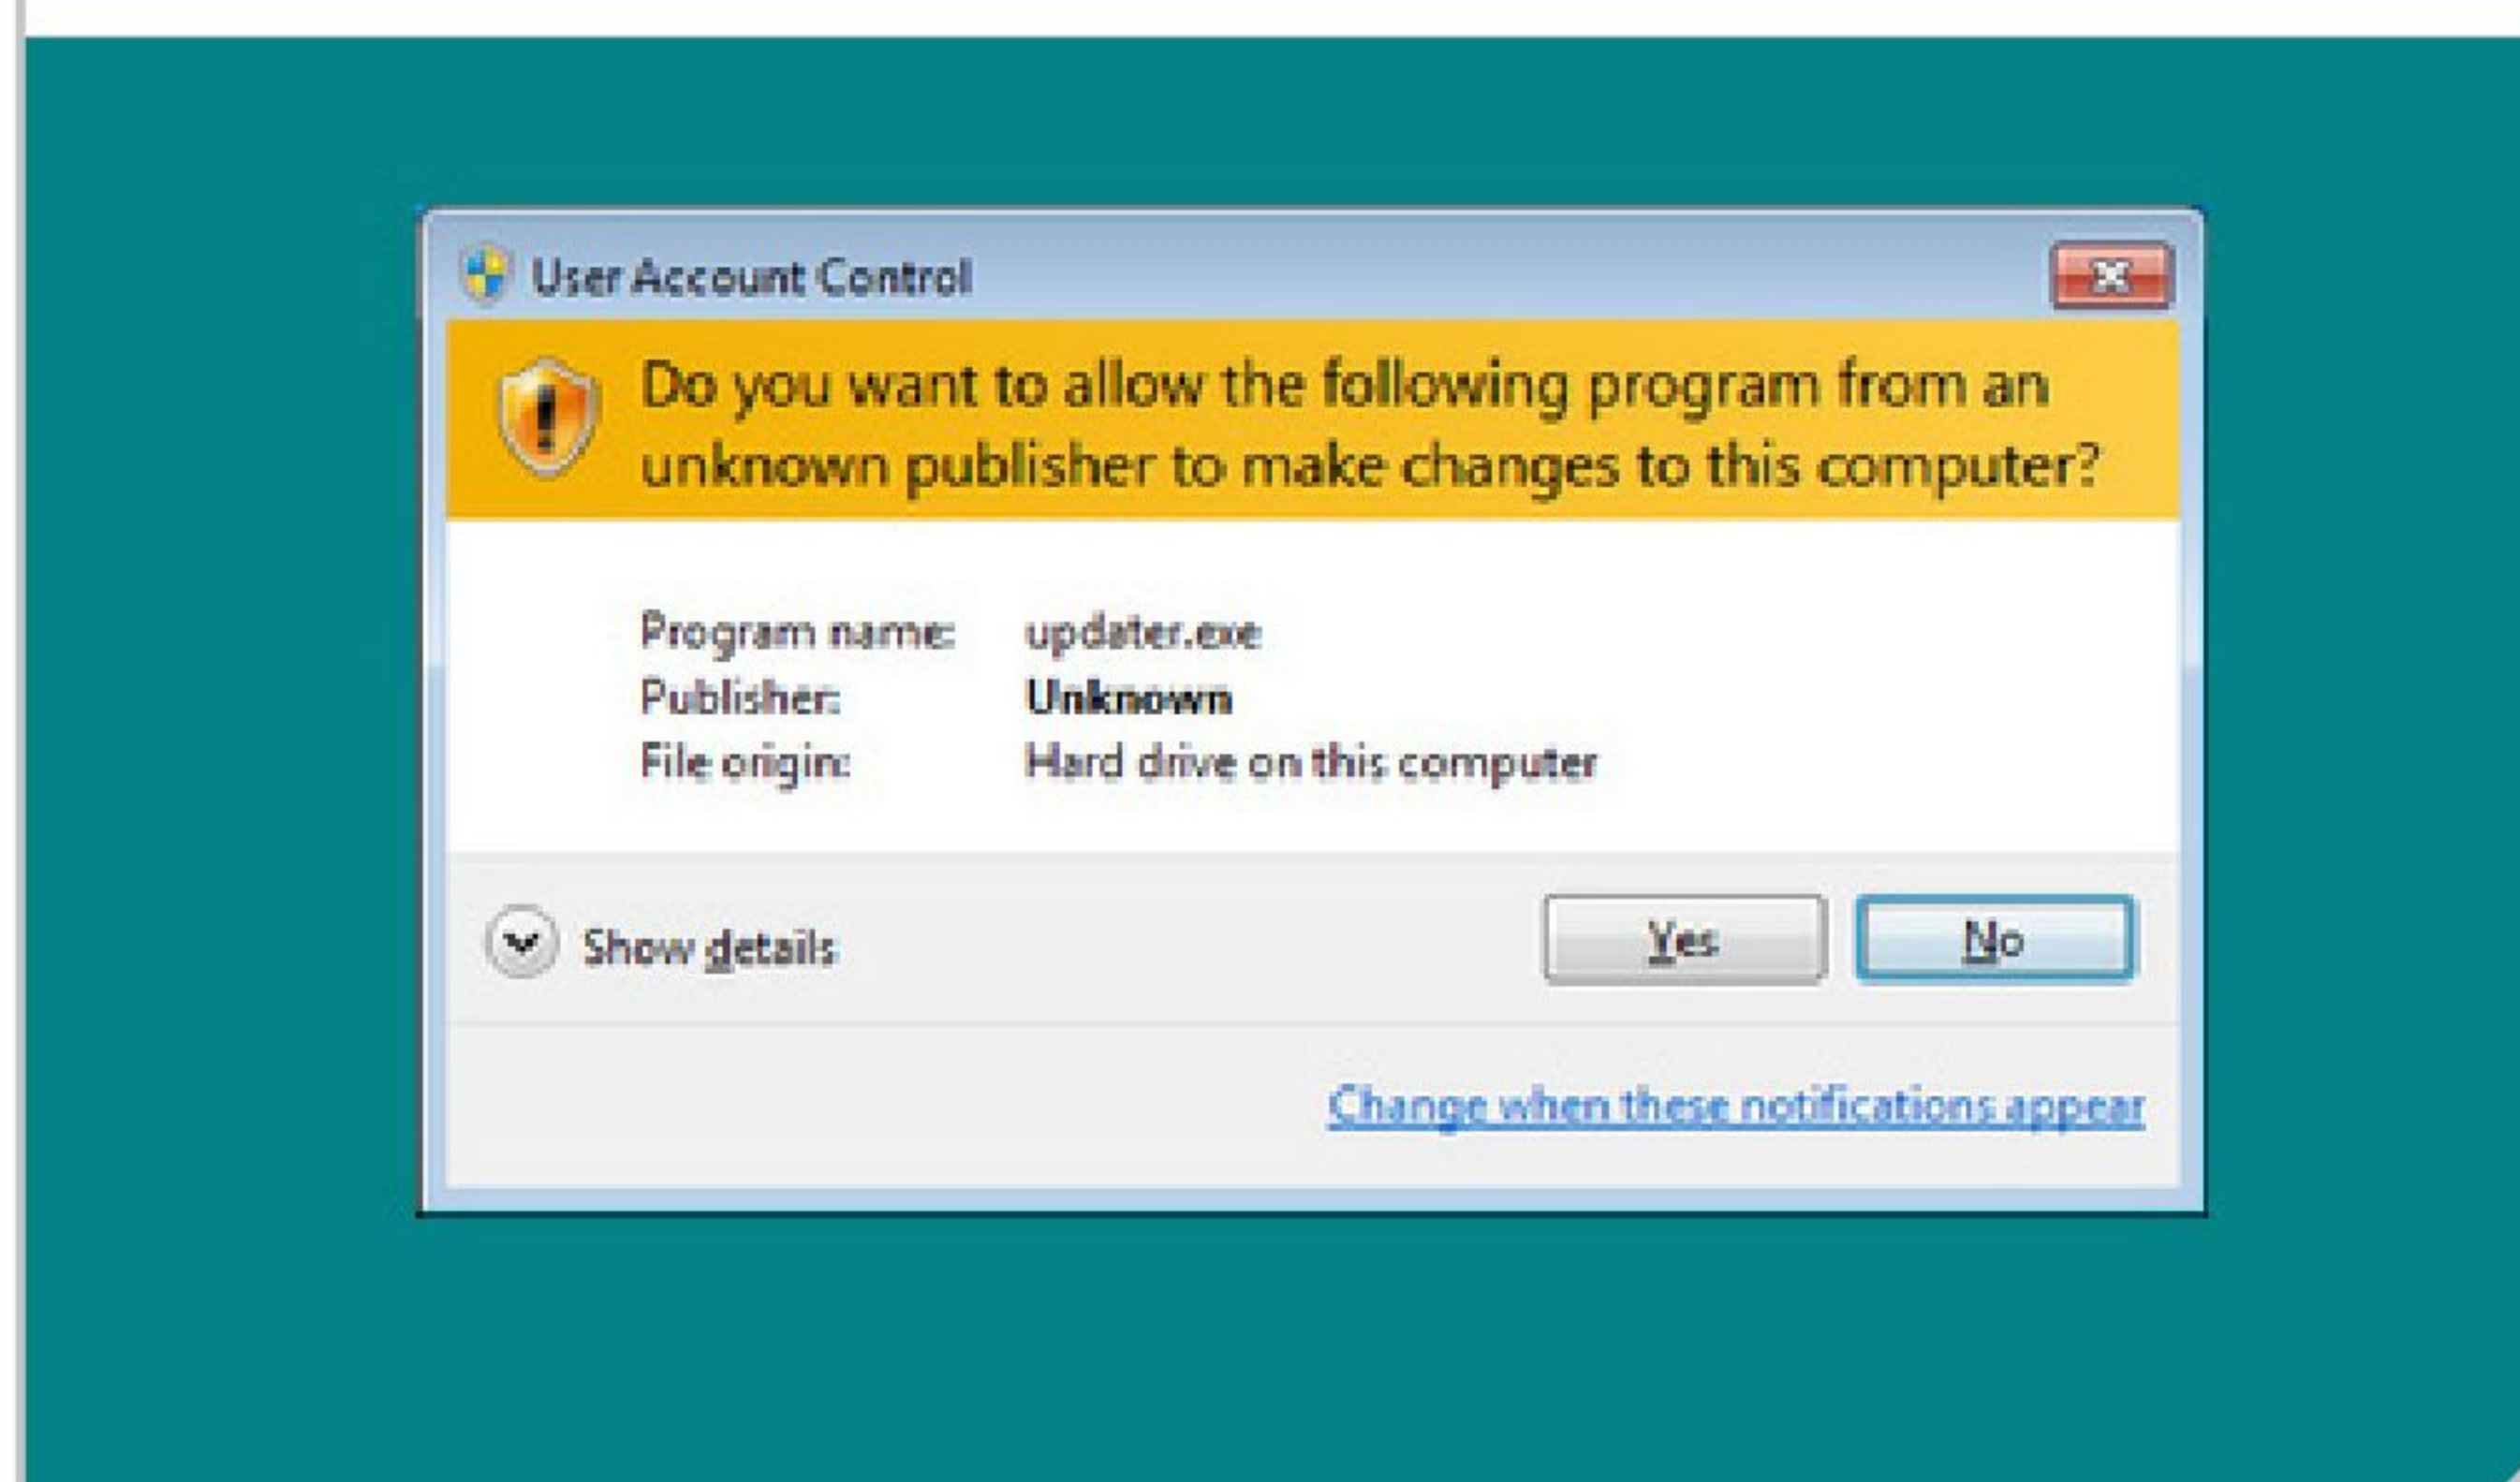 User Account Control
Do you want to allow the following program from an
unknown publisher to make changes to this computer?
Program name: updater.exe
Publisher: Unknown
File origin: Hard drive on this computer
Show details
Yes No
Change when these notifications appear